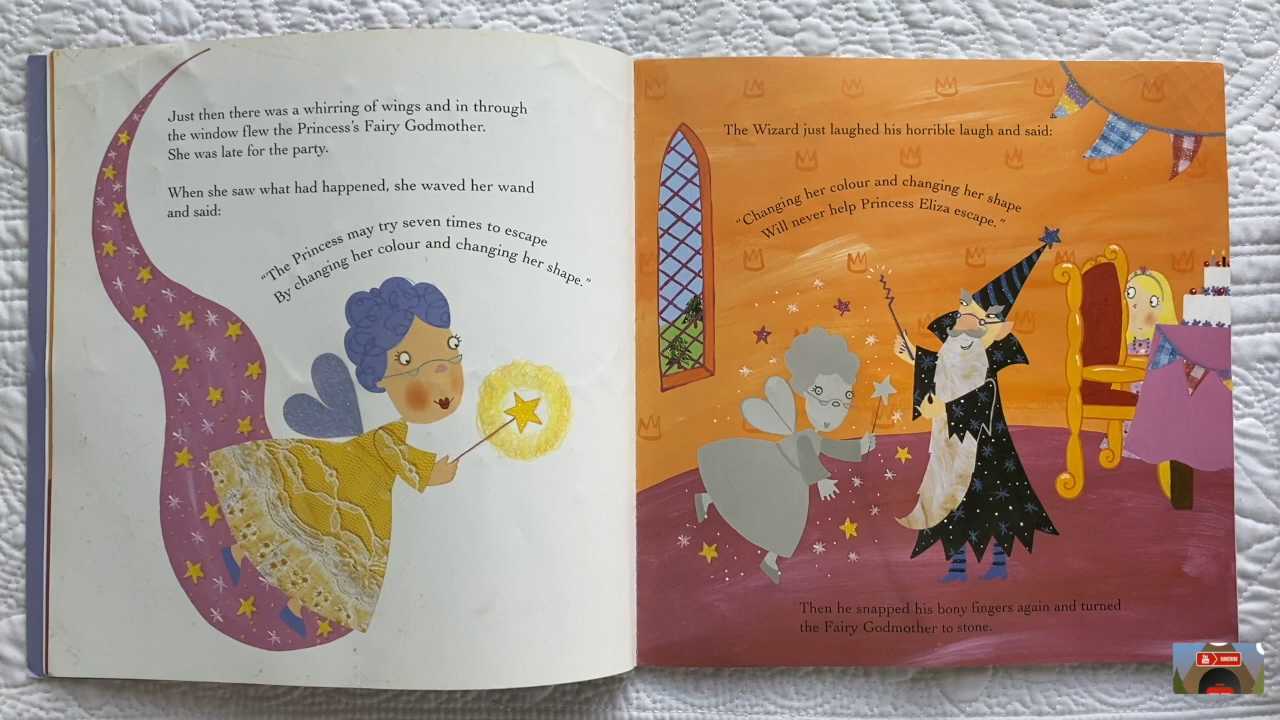 Just then there was a whirring of wings and in through
the window flew the Princess's Fairy Godmother.
She was late for the party.
When she saw what had happened, she waved her wand
and said:
"The Princess may try seven times to escape
By changing her colour and changing her shape."
The Wizard just laughed his horrible laugh and said:
"Changing her colour and changing her shape
Will never help Princess Eliza escape."
Then he snapped his bony fingers again and turned
the Fairy Godmother to stone.
SUBSCRIBE